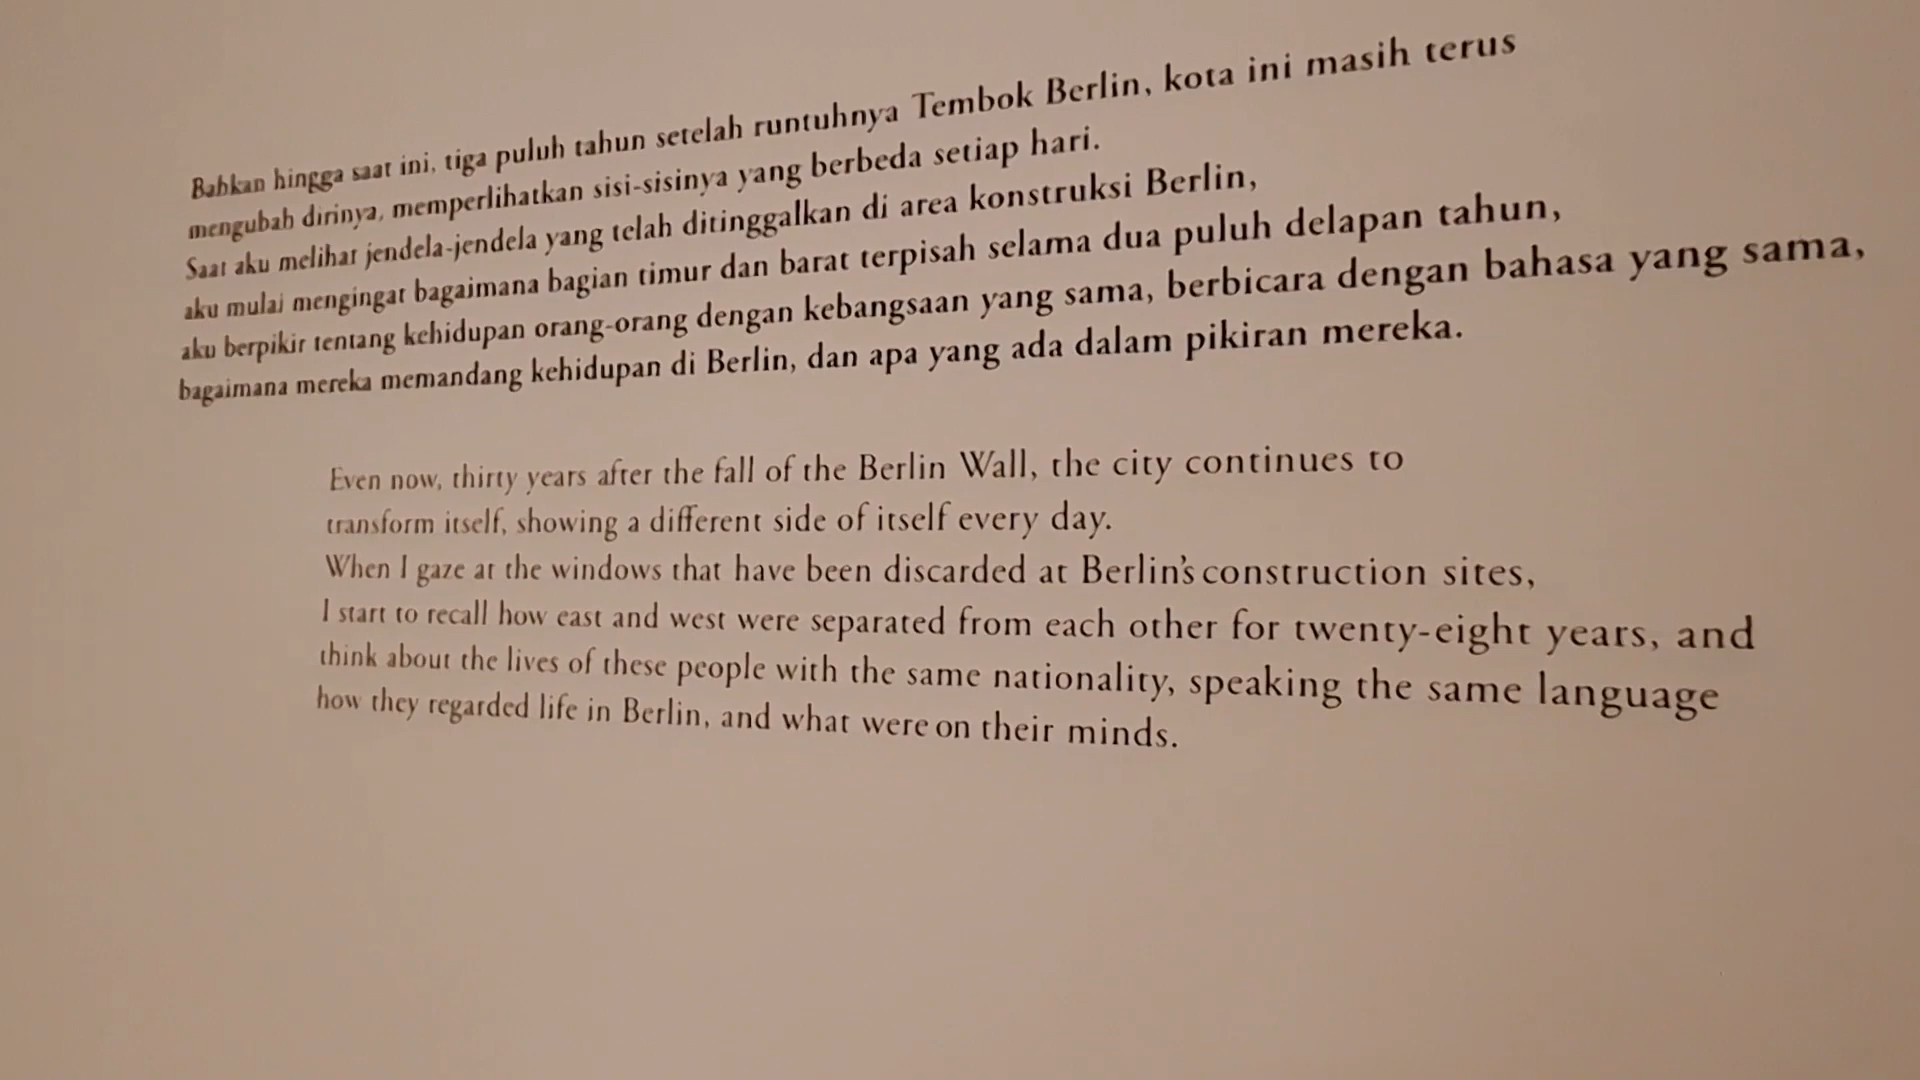 Bahkan hingga saat ini, tiga puluh tahun setelah runtuhnya Tembok Berlin, kota ini masih terus
mengubah dirinya, memperlihatkan sisi-sisinya yang berbeda setiap hari.
Saat aku melihat jendela-jendela yang telah ditinggalkan di area konstruksi Berlin,
aku mulai mengingat bagaimana bagian timur dan barat terpisah selama dua puluh delapan tahun,
aku berpikir tentang kehidupan orang-orang dengan kebangsaan yang sama, berbicara dengan bahasa yang sama,
bagaimana mereka memandang kehidupan di Berlin, dan apa yang ada dalam pikiran mereka.
Even now, thirty years after the fall of the Berlin Wall, the city continues to
transform itself, showing a different side of itself every day.
When I gaze at the windows that have been discarded at Berlin's construction sites,
I start to recall how east and west were separated from each other for twenty-eight years, and
think about the lives of these people with the same nationality, speaking the same language
how they regarded life in Berlin, and what were on their minds.